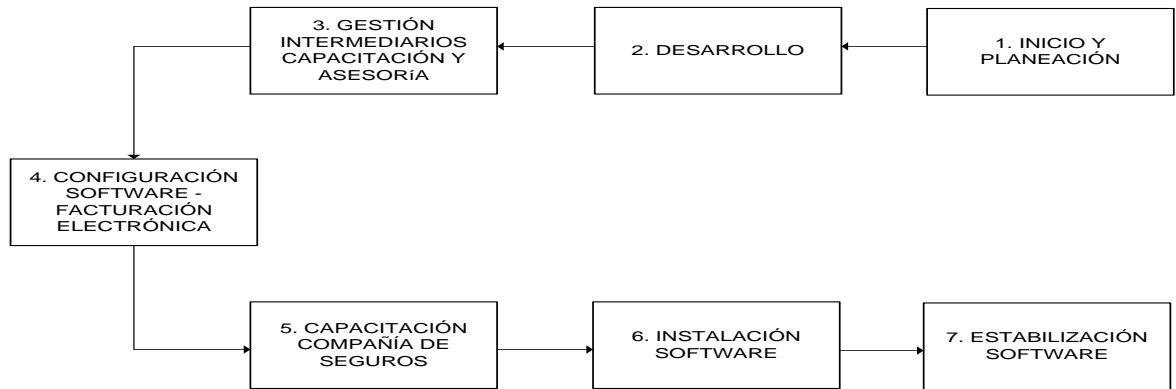 1. INICIO Y
PLANEACIÓN
2. DESARROLLO
3. GESTIÓN
INTERMEDIARIOS
CAPACITACIÓN Y
ASESORíA
4. CONFIGURACIÓN
SOFTWARE -
FACTURACIÓN
ELECTRÓNICA
5. CAPACITACIÓN
COMPAÑÍA DE
SEGUROS
6. INSTALACIÓN
SOFTWARE
7. ESTABILIZACIÓN
SOFTWARE